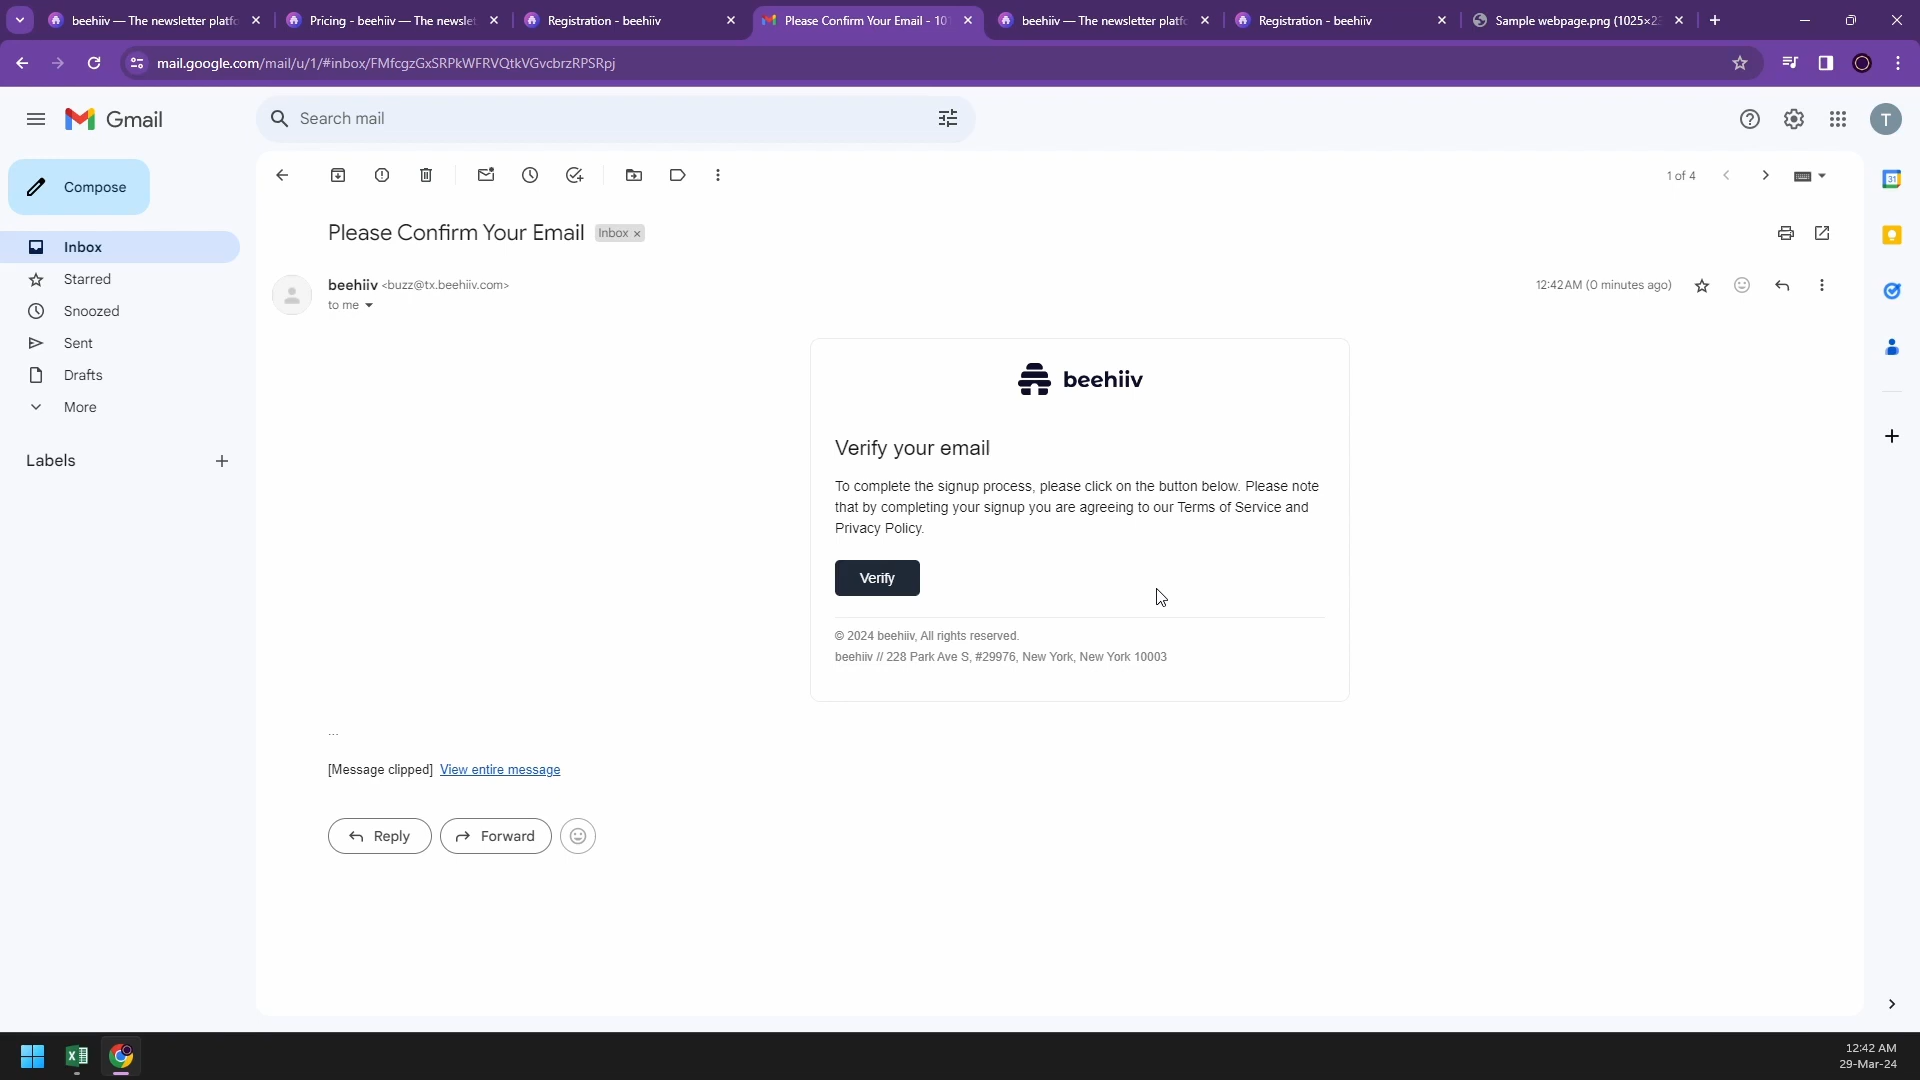 beehiiv — The newsletter platfo
Pricing - beehiiv — The newslet
Registration - beehiiv
Please Confirm Your Email - 10
beehiiv — The newsletter platfo
Registration - beehiiv
Sample webpage.png (1025×2
mail.google.com/mail/u/1/#inbox/FMfcgzGxSRPkWFRVQtkVGvcbrzRPSRpj
Gmail
Search mail
T
Compose
1 of 4
Inbox
Starred
Snoozed
Sent
Drafts
More
Labels
Please Confirm Your Email Inbox x
beehiiv <buzz@tx.beehiiv.com>
12:42 AM (0 minutes ago)
to me
31
beehiiv
Verify your email
To complete the signup process, please click on the button below. Please note
that by completing your signup you are agreeing to our Terms of Service and
Privacy Policy.
Verify
© 2024 beehiiv, All rights reserved.
beehiiv // 228 Park Ave S, #29976, New York, New York 10003
...
[Message clipped] View entire message
Reply
Forward
12:42 AM
29-Mar-24